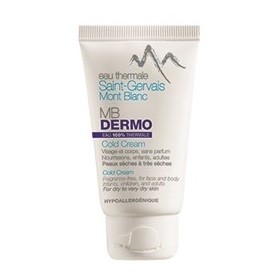 eau thermale
Saint-Gervais
Mont Blanc
MB
DERMO
EAU 100% THERMALE
Cold Cream
Visage et corps, sans parfum
Nourrissons, enfants, adultes
Peaux sèches & très sèches
Cold Cream
Fragrance-free, for face and body
Infants, children, and adults
For dry to very dry skin
HYPOALLERGÉNIQUE